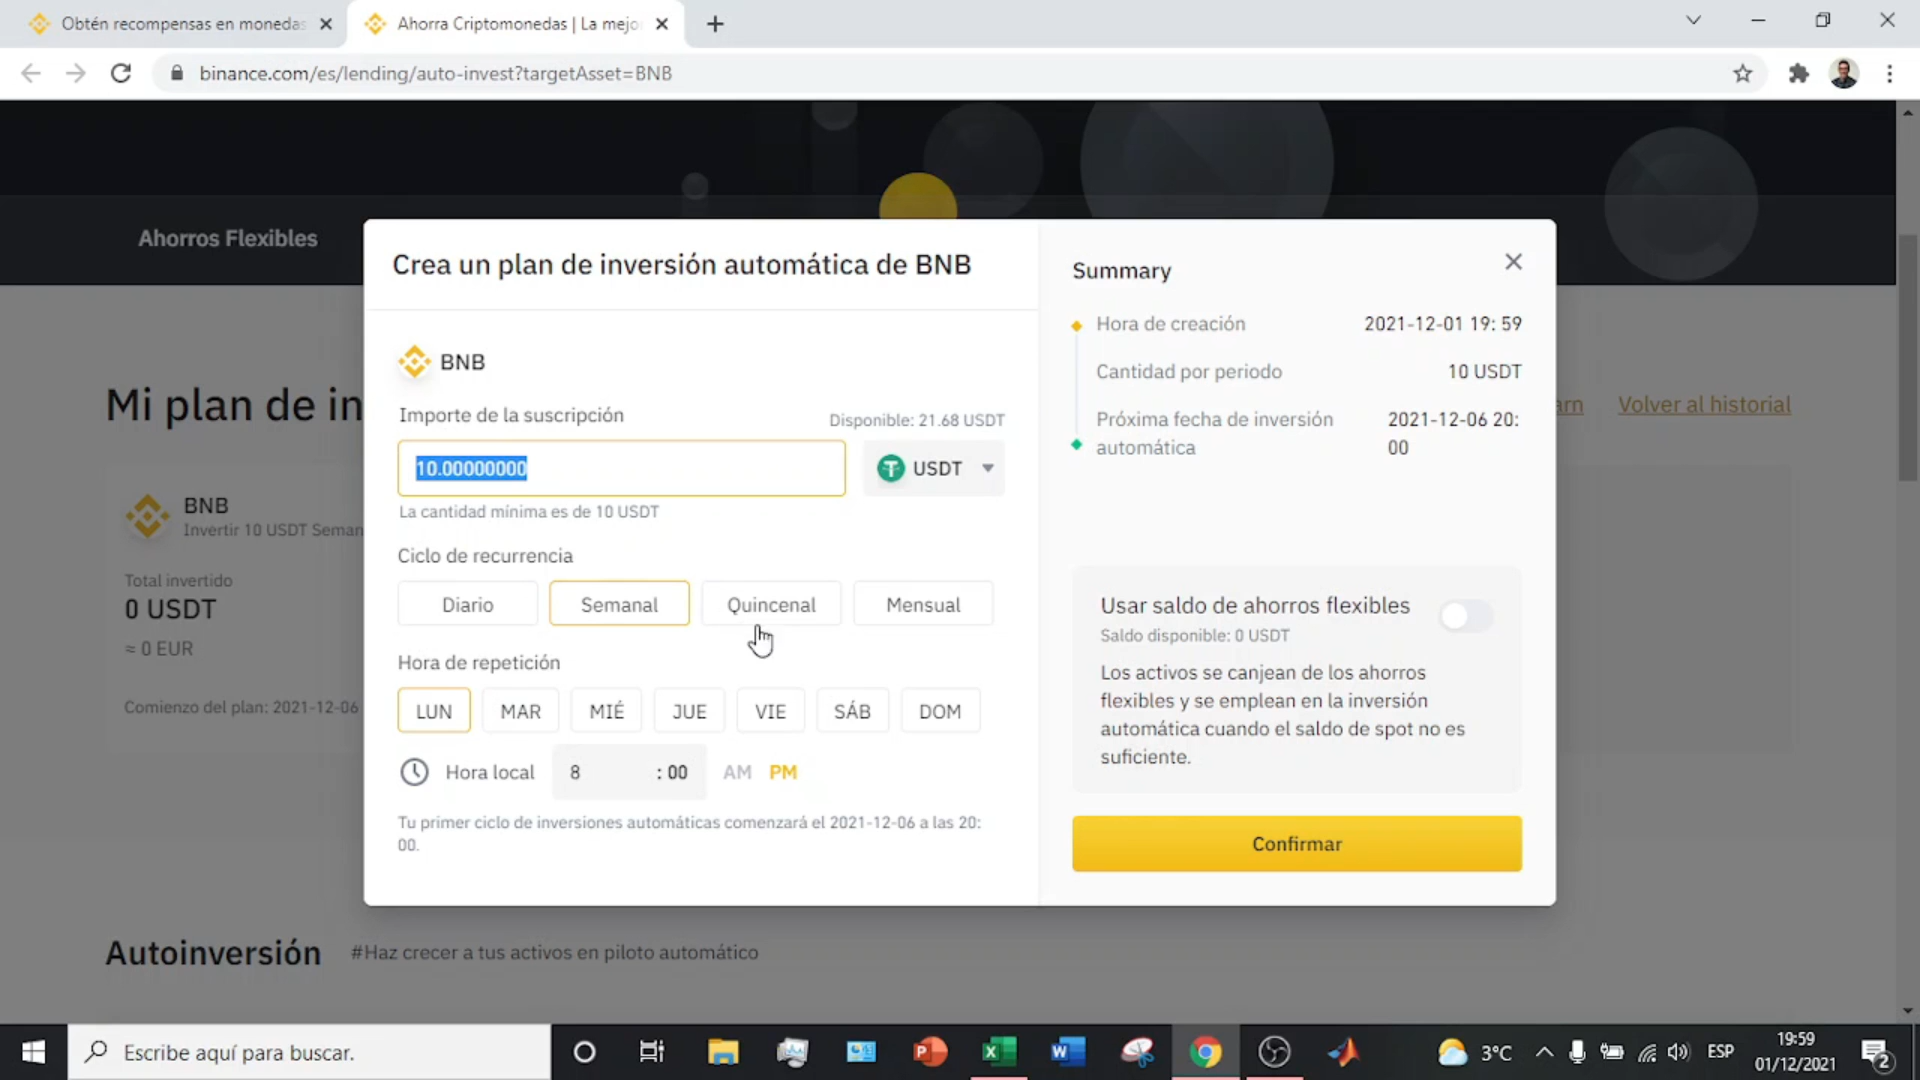 Obtén recompensas en monedas
Ahorra Criptomonedas | La mejo
binance.com/es/lending/auto-invest?targetAsset=BNB
Ahorros Flexibles
Crea un plan de inversión automática de BNB
Summary
Hora de creación 2021-12-01 19: 59
BNB
Cantidad por periodo 10 USDT
Mi plan de in
arn
Volver al historial
Importe de la suscripción
Disponible: 21.68 USDT
Próxima fecha de inversión 2021-12-06 20:
automática 00
10.00000000
USDT
BNB
Invertir 10 USDT Seman
La cantidad mínima es de 10 USDT
Ciclo de recurrencia
Total invertido
0 USDT
Diario Semanal Quincenal Mensual
Usar saldo de ahorros flexibles
Saldo disponible: 0 USDT
≈ 0 EUR
Hora de repetición
Los activos se canjean de los ahorros
flexibles y se emplean en la inversión
automática cuando el saldo de spot no es
suficiente.
Comienzo del plan: 2021-12-06
LUN MAR MIÉ JUE VIE SÁB DOM
Hora local 8 : 00 AM PM
Tu primer ciclo de inversiones automáticas comenzará el 2021-12-06 a las 20:
00.
Confirmar
Autoinversión #Haz crecer a tus activos en piloto automático
Escribe aquí para buscar.
3°C
ESP
19:59
01/12/2021
2